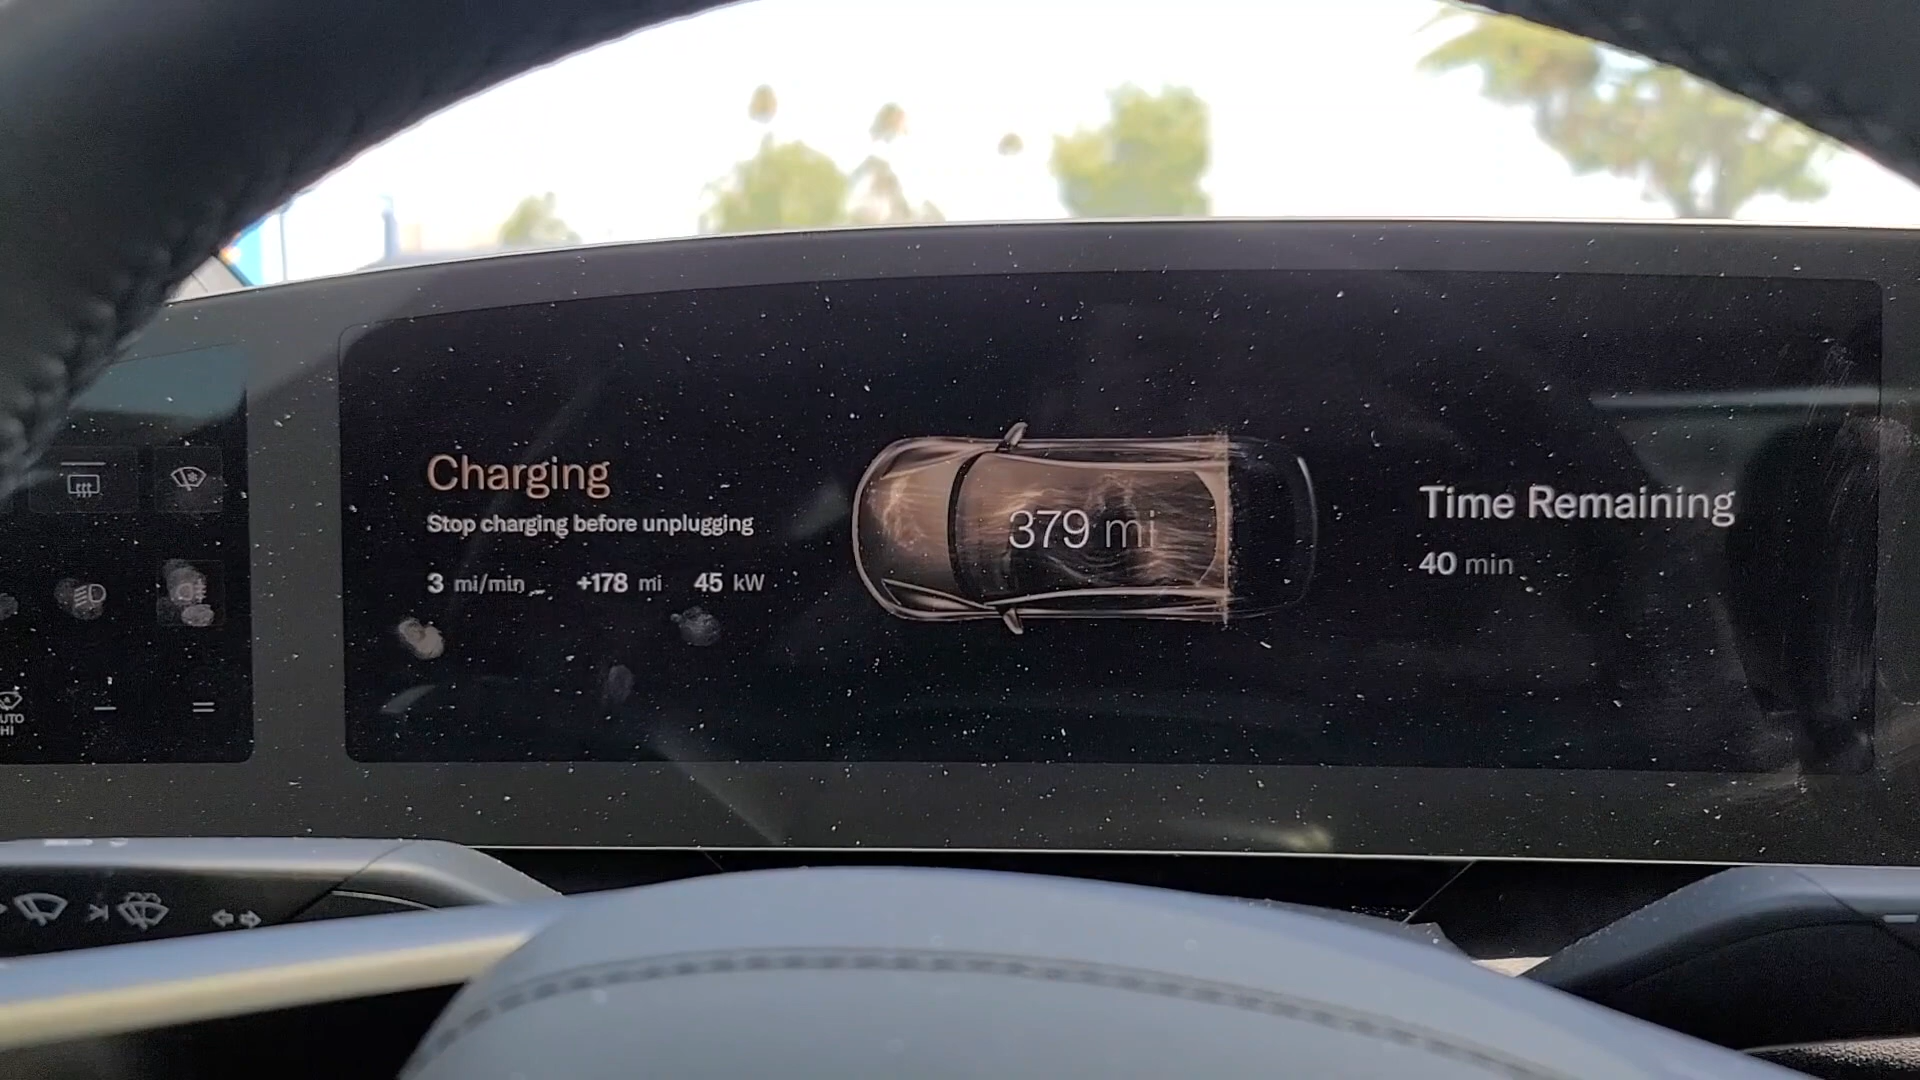 Charging
Stop charging before unplugging
3 mi/min +178 mi 45 kW
379 mi
Time Remaining
40 min
AUTO
HI